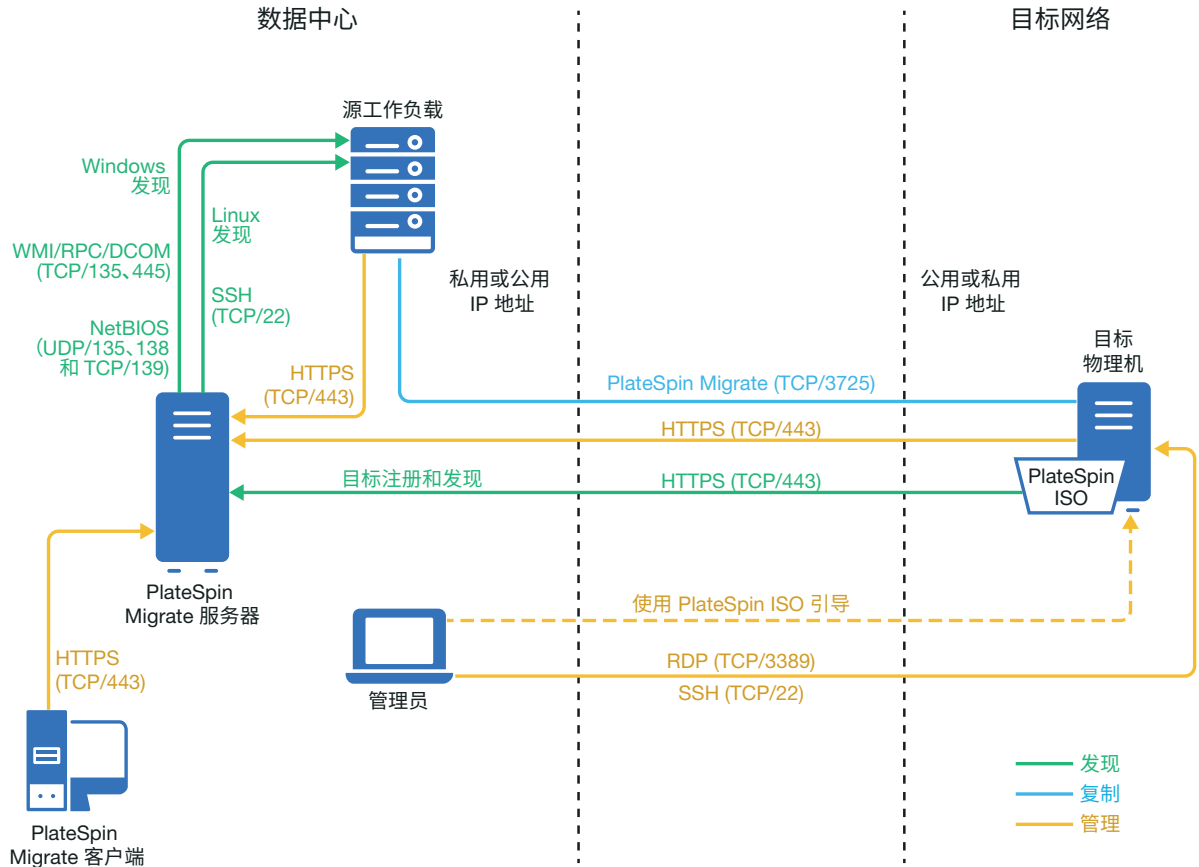 数据中心
目标网络
源工作负载
Windows
发现
Linux
发现
WMI/RPC/DCOM
(TCP/135、445)
SSH
(TCP/22)
NetBIOS
(UDP/135、138
和 TCP/139)
私用或公用
IP 地址
公用或私用
IP 地址
目标
物理机
HTTPS
(TCP/443)
PlateSpin Migrate (TCP/3725)
HTTPS (TCP/443)
目标注册和发现
HTTPS (TCP/443)
PlateSpin
ISO
PlateSpin
Migrate 服务器
使用 PlateSpin ISO 引导
HTTPS
(TCP/443)
RDP (TCP/3389)
SSH (TCP/22)
管理员
发现
复制
管理
PlateSpin
Migrate 客户端